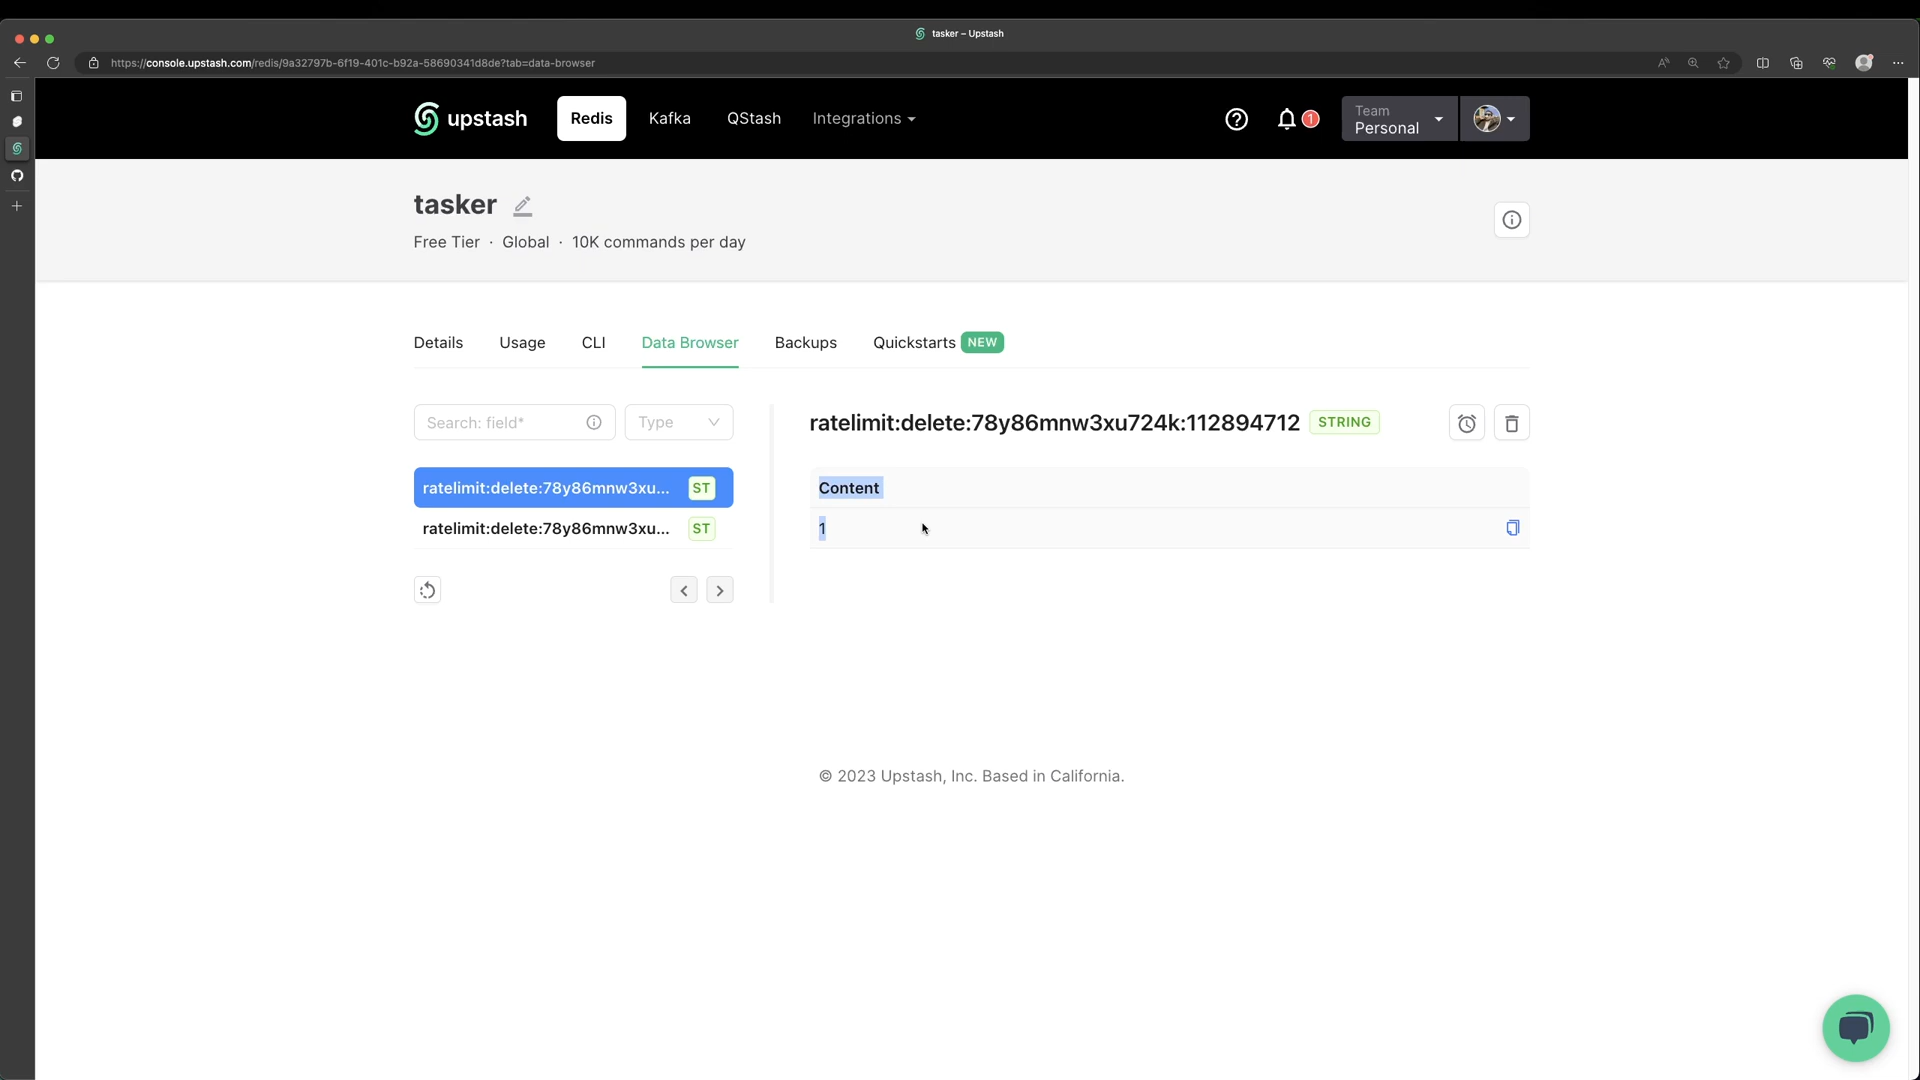 tasker – Upstash
https://console.upstash.com/redis/9a32797b-6f19-401c-b92a-58690341d8de?tab=data-browser
upstash
Redis
Kafka
QStash
Integrations
1
Team
Personal
tasker
Free Tier · Global · 10K commands per day
Details
Usage
CLI
Data Browser
Backups
Quickstarts NEW
Search: field*
Type
ratelimit:delete:78y86mnw3xu... ST
ratelimit:delete:78y86mnw3xu... ST
ratelimit:delete:78y86mnw3xu724k:112894712 STRING
Content
1
© 2023 Upstash, Inc. Based in California.